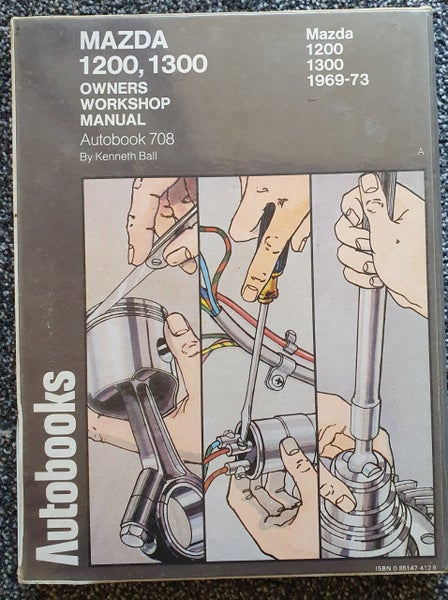 MAZDA
1200, 1300
OWNERS
WORKSHOP
MANUAL
Autobook 708
By Kenneth Ball
Mazda
1200
1300
1969-73
A
Autobooks
ISBN 0 85147 412 8